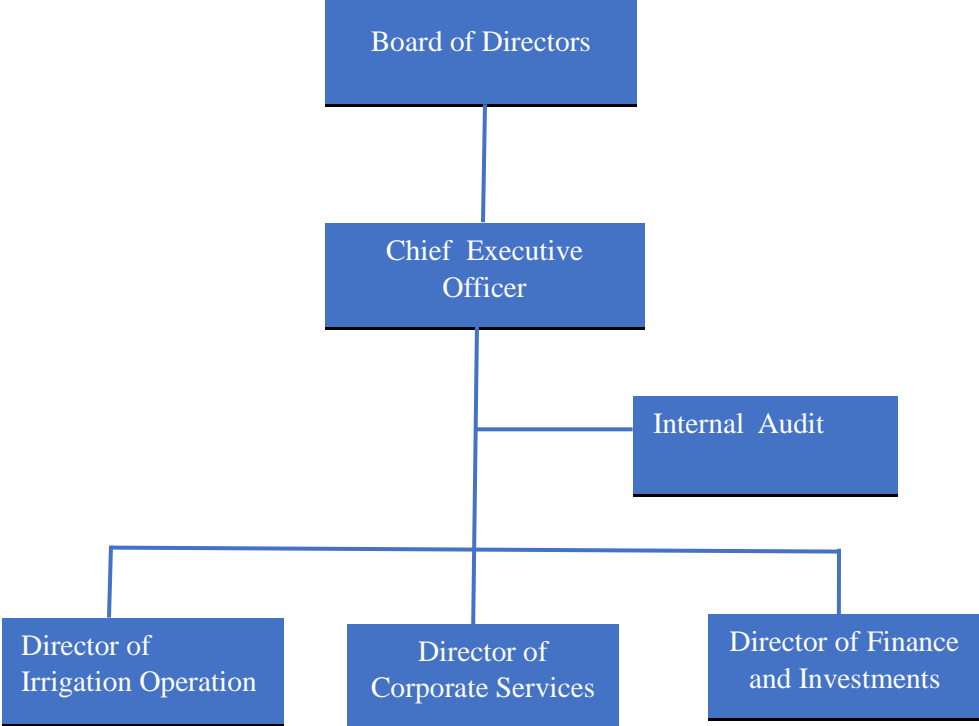 Board of Directors
Chief Executive
Officer
Internal Audit
Director of
Irrigation Operation
Director of
Corporate Services
Director of Finance
and Investments